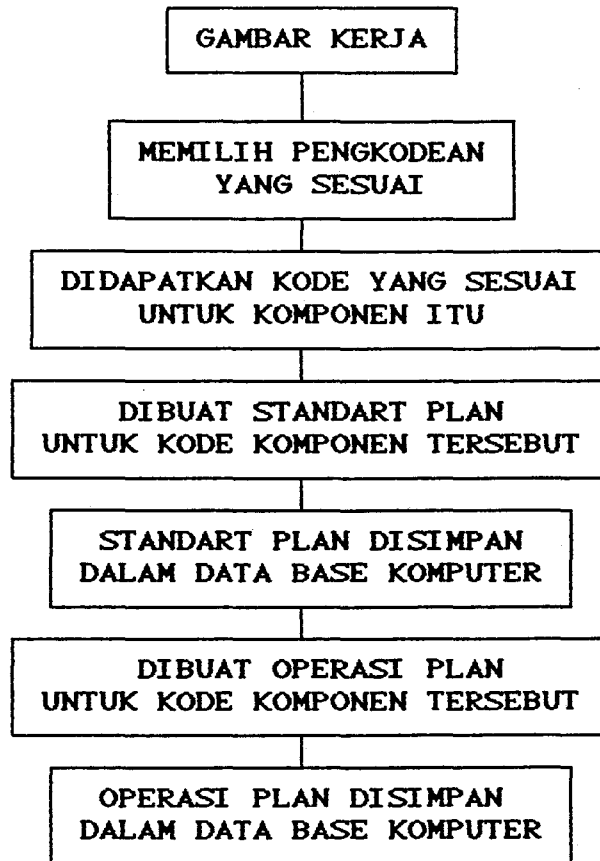 GAMBAR KERJA
MEMILIH PENGKODEAN
YANG SESUAI
DIDAPATKAN KODE YANG SESUAI
UNTUK KOMPONEN ITU
DIBUAT STANDART PLAN
UNTUK KODE KOMPONEN TERSEBUT
STANDART PLAN DISIMPAN
DALAM DATA BASE KOMPUTER
DIBUAT OPERASI PLAN
UNTUK KODE KOMPONEN TERSEBUT
OPERASI PLAN DISIMPAN
DALAM DATA BASE KOMPUTER